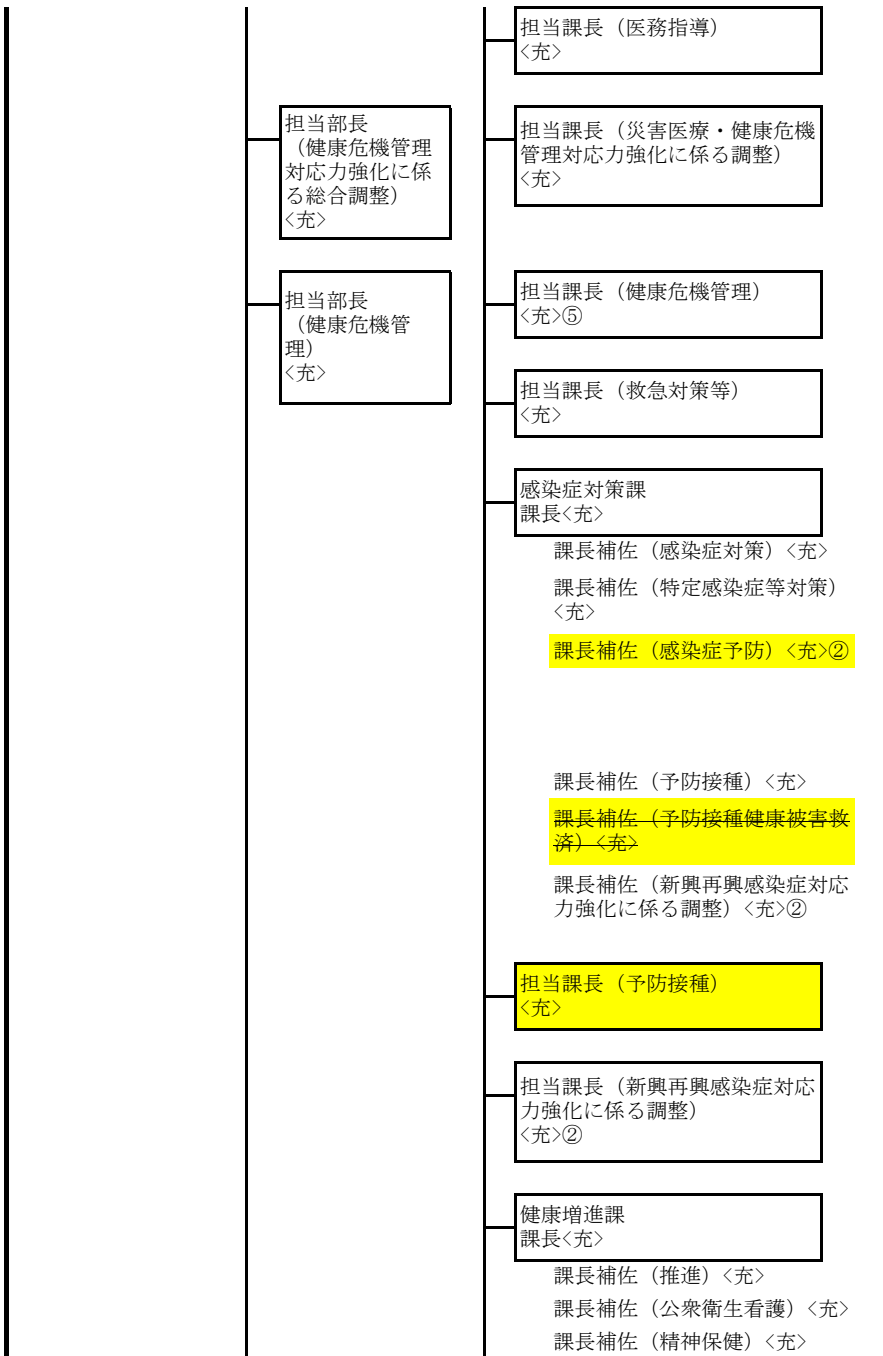 担当課長（医務指導）
<充>
担当部長
（健康危機管理
対応力強化に係
る総合調整）
<充>
担当課長（災害医療・健康危機
管理対応力強化に係る調整）
<充>
担当部長
（健康危機管
理）
<充>
担当課長（健康危機管理）
<充>⑤
担当課長（救急対策等）
<充>
感染症対策課
課長<充>
課長補佐（感染症対策）<充>
課長補佐（特定感染症等対策）
<充>
課長補佐（感染症予防）<充>②
課長補佐（予防接種）<充>
課長補佐（予防接種健康被害救
済）<充>
課長補佐（新興再興感染症対応
力強化に係る調整）<充>②
担当課長（予防接種）
<充>
担当課長（新興再興感染症対応
力強化に係る調整）
<充>②
健康増進課
課長<充>
課長補佐（推進）<充>
課長補佐（公衆衛生看護）<充>
課長補佐（精神保健）<充>